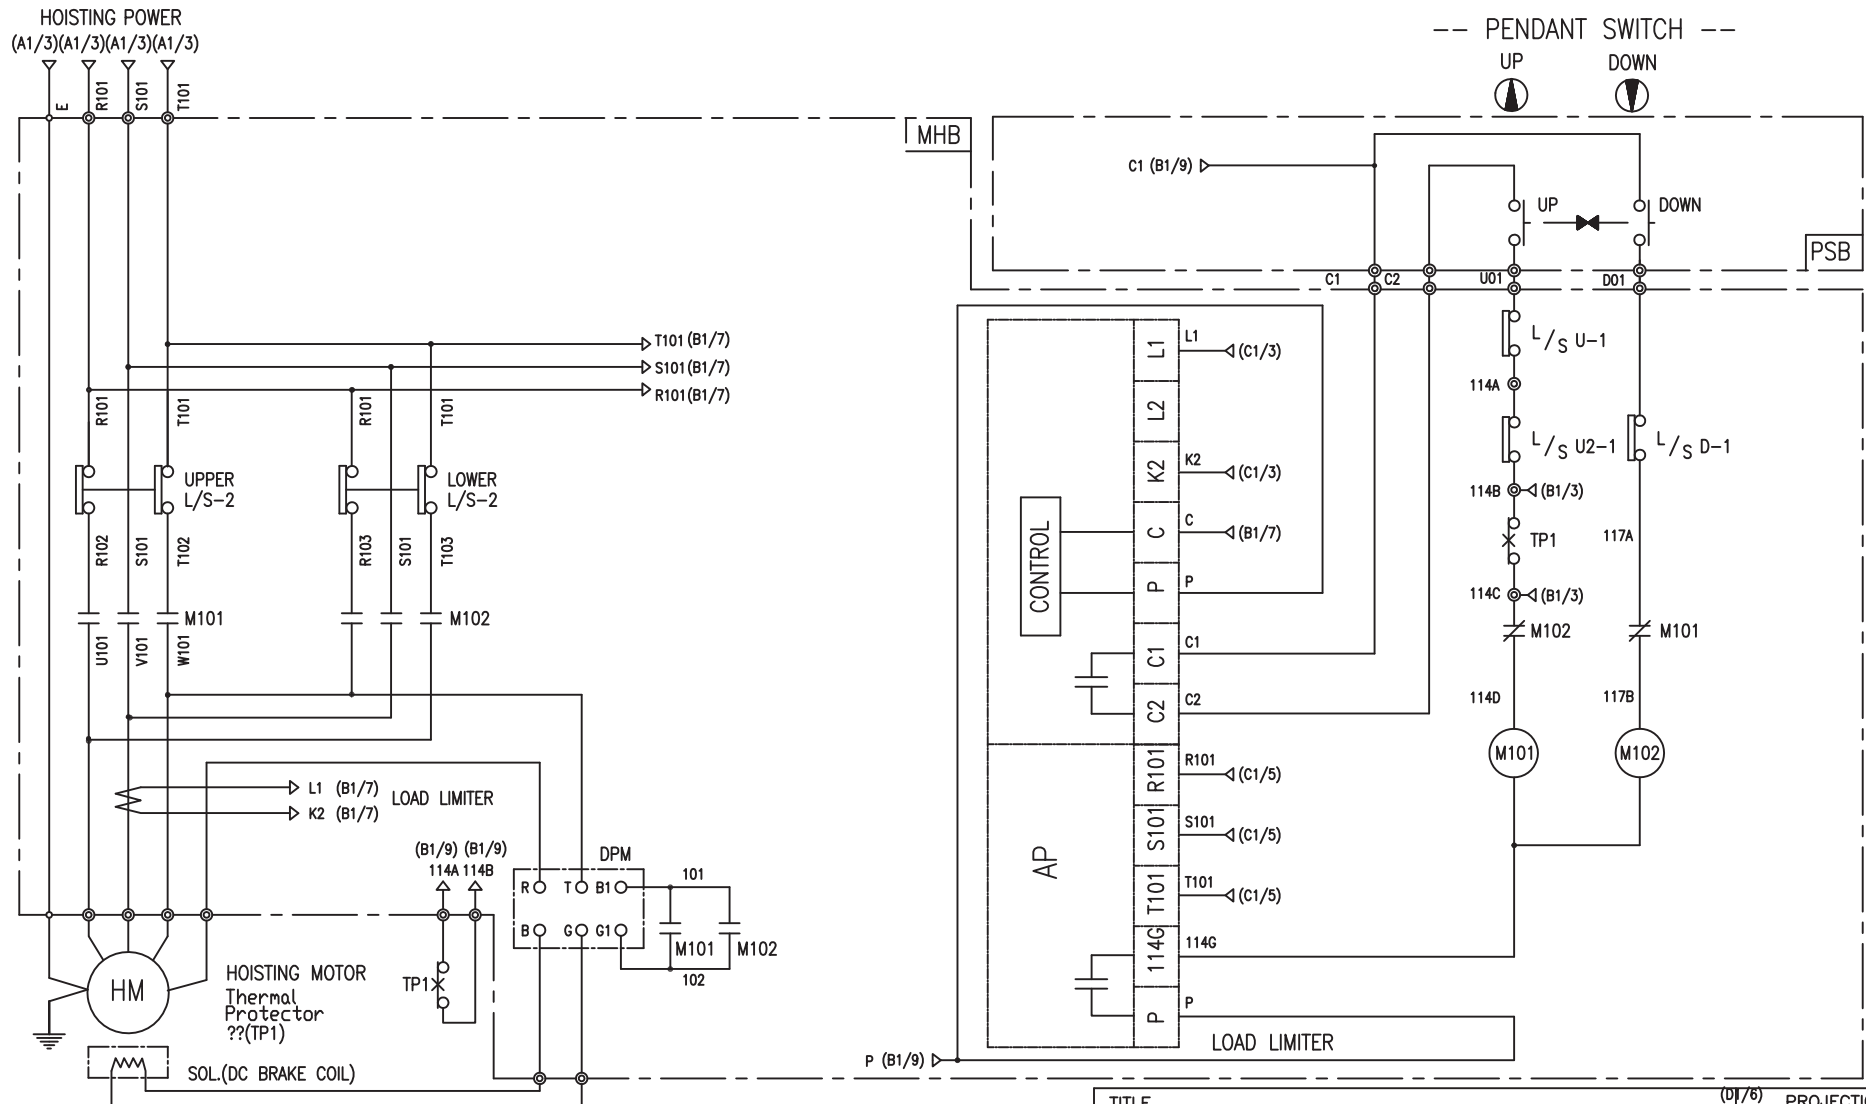 HOISTING POWER
(A1/3)(A1/3)(A1/3)(A1/3)
E
R101
S101
T101
MHB
-- PENDANT SWITCH --
UP
DOWN
C1 (B1/9)
UP
DOWN
PSB
C1
C2
U01
D01
T101(B1/7)
S101(B1/7)
R101(B1/7)
R101
T101
R101
T101
UPPER
L/S-2
LOWER
L/S-2
R102
S101
T102
R103
S101
T103
M101
M102
U101
V101
W101
L1 (B1/7)
K2 (B1/7)
LOAD LIMITER
(B1/9) (B1/9)
114A 114B
DPM
R
T
B1
B
G
G1
101
M101
M102
102
HM
HOISTING MOTOR
Thermal
Protector
??(TP1)
TP1
SOL.(DC BRAKE COIL)
CONTROL
AP
L1
L1
(C1/3)
L2
K2
K2
(C1/3)
C
C
(B1/7)
P
P
C1
C1
C2
C2
R101
R101
(C1/5)
S101
S101
(C1/5)
T101
T101
(C1/5)
114G
114G
P
P
LOAD LIMITER
P (B1/9)
L/S U-1
114A
L/S U2-1
L/S D-1
114B
(B1/3)
TP1
117A
114C
(B1/3)
M102
M101
114D
117B
M101
M102
TITLE
(D1/6)
PROJECTIO